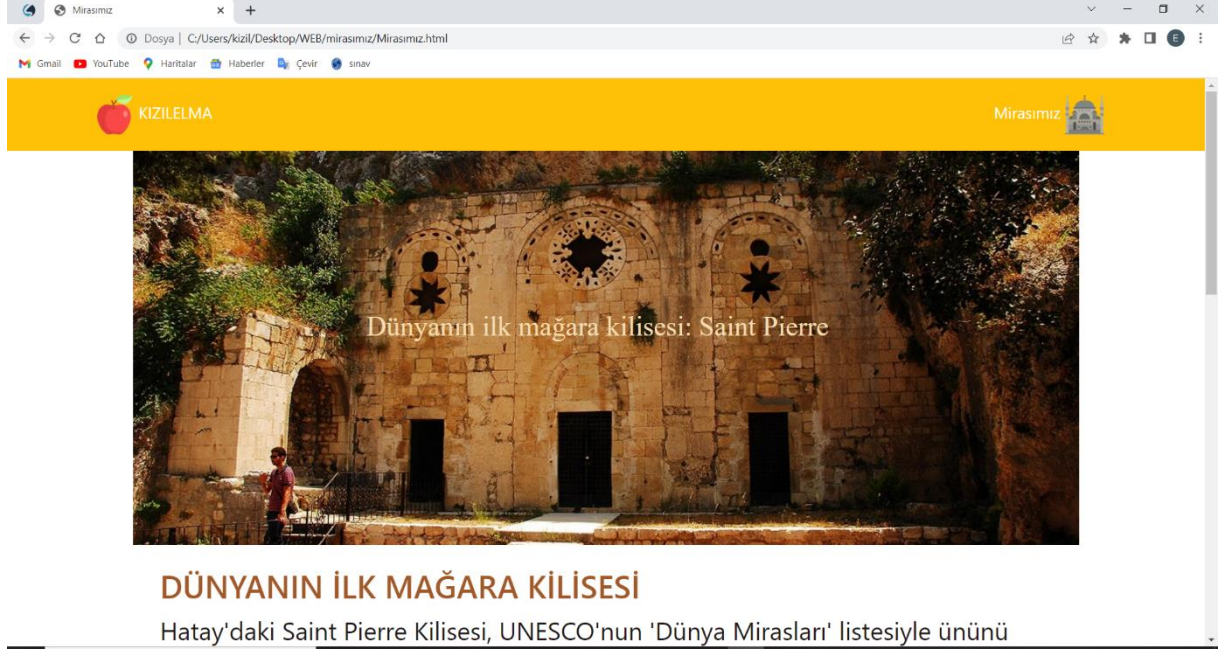 Mirasımız
Dosya | C:/Users/kizil/Desktop/WEB/mirasımız/Mirasımız.html
E
Gmail YouTube Haritalar Haberler Çevir sınav
KIZILELMA Mirasımız
Dünyanın ilk mağara kilisesi: Saint Pierre
DÜNYANIN İLK MAĞARA KİLİSESİ
Hatay'daki Saint Pierre Kilisesi, UNESCO'nun 'Dünya Mirasları' listesiyle ününü